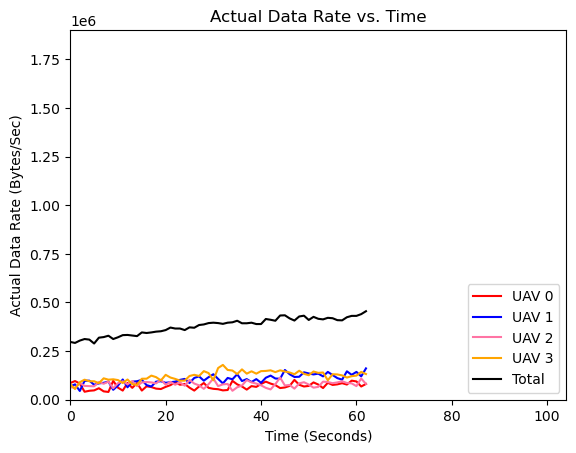 Actual Data Rate vs. Time
1e6
Actual Data Rate (Bytes/Sec)
1.75
1.50
1.25
1.00
0.75
0.50
0.25
0.00
0 20 40 60 80 100
Time (Seconds)
UAV 0
UAV 1
UAV 2
UAV 3
Total